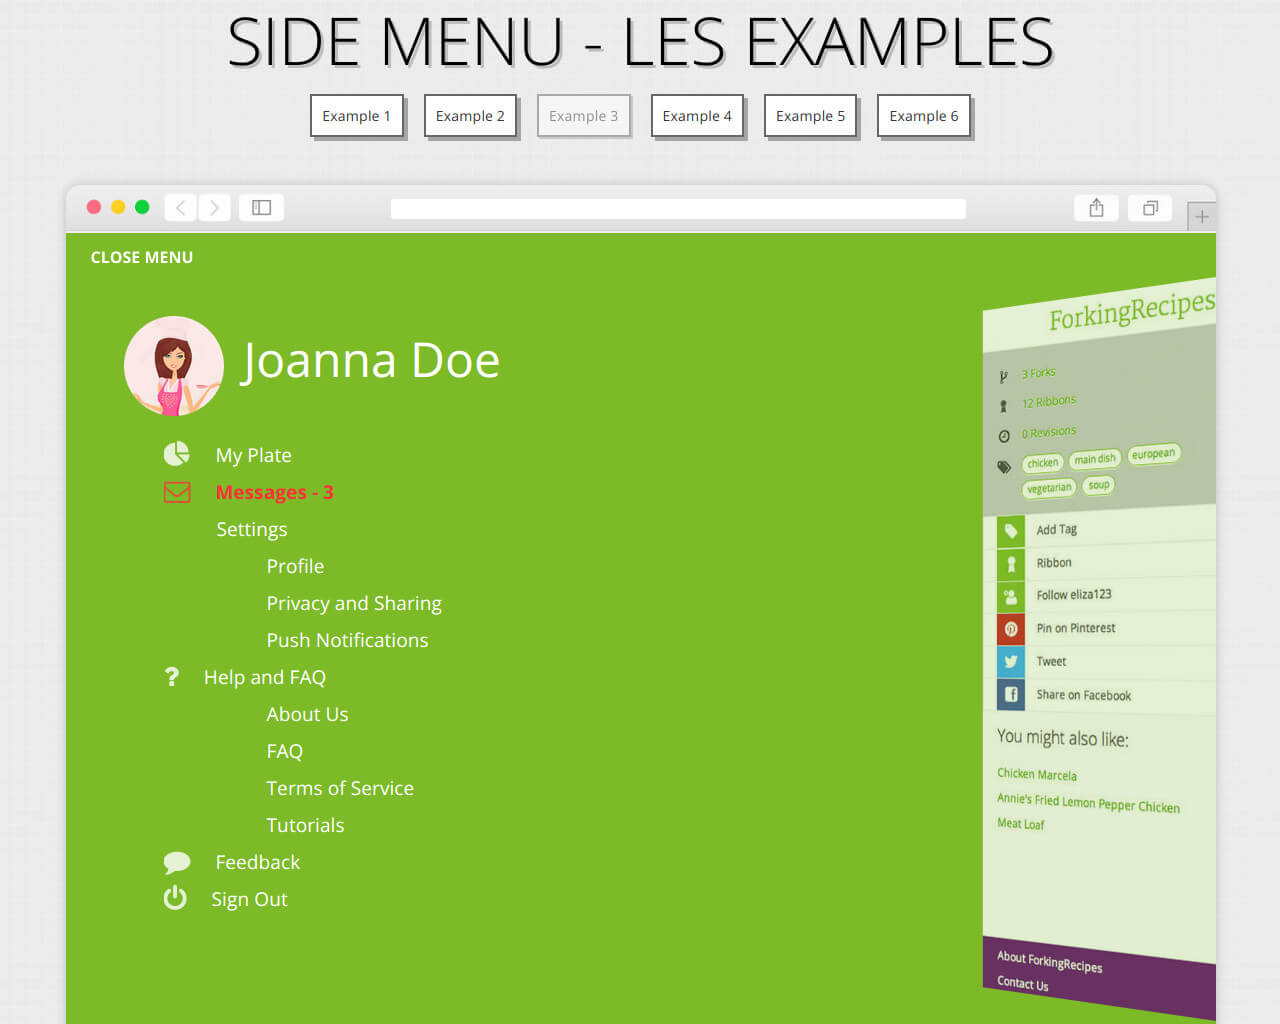 SIDE MENU - LES EXAMPLES
Example 1 Example 2 Example 3 Example 4 Example 5 Example 6
CLOSE MENU
Joanna Doe
My Plate
Messages - 3
Settings
Profile
Privacy and Sharing
Push Notifications
Help and FAQ
About Us
FAQ
Terms of Service
Tutorials
Feedback
Sign Out
ForkingRecipes
3 Forks
12 Ribbons
0 Revisions
chicken main dish european
vegetarian soup
Add Tag
Ribbon
Follow eliza123
Pin on Pinterest
Tweet
Share on Facebook
You might also like:
Chicken Marcela
Annie's Fried Lemon Pepper Chicken
Meat Loaf
About ForkingRecipes
Contact Us